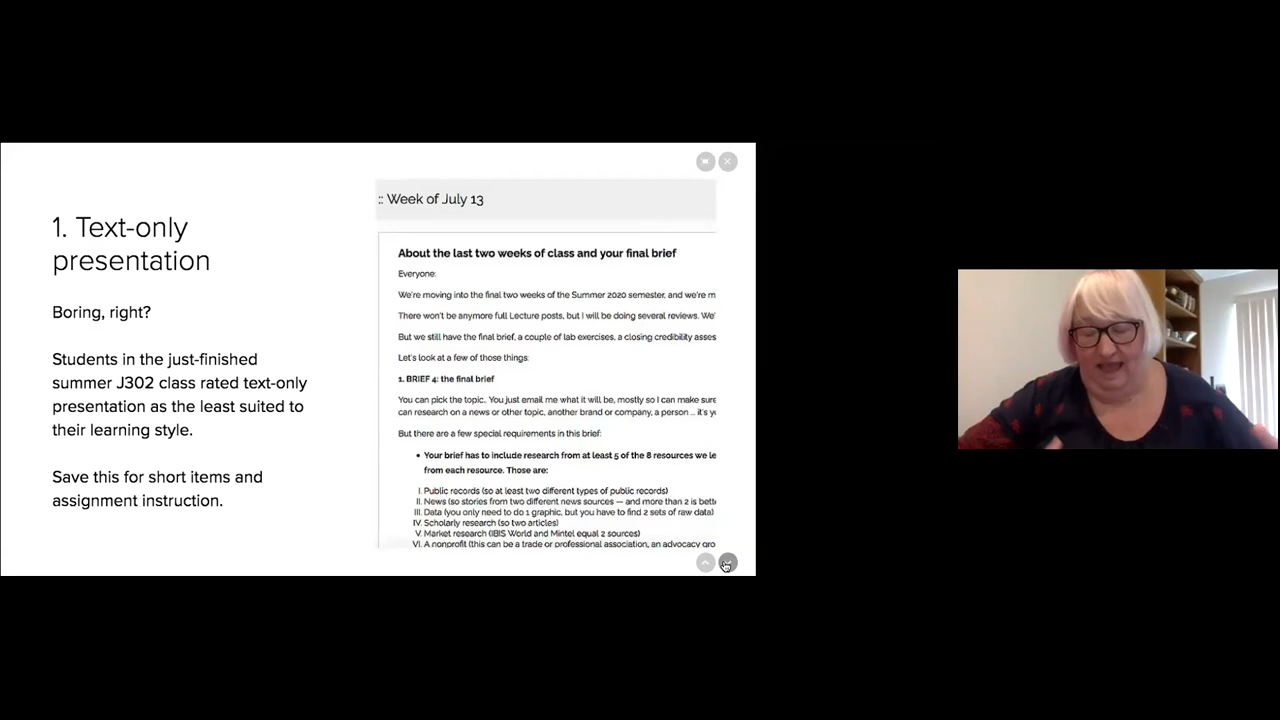 1. Text-only
presentation
Boring, right?
Students in the just-finished
summer J302 class rated text-only
presentation as the least suited to
their learning style.
Save this for short items and
assignment instruction.
:: Week of July 13
About the last two weeks of class and your final brief
Everyone:
We're moving into the final two weeks of the Summer 2020 semester, and we're m
There won't be anymore full Lecture posts, but I will be doing several reviews. We'
But we still have the final brief, a couple of lab exercises, a closing credibility asses
Let's look at a few of those things:
1. BRIEF 4: the final brief
You can pick the topic.. You just email me what it will be, mostly so I can make sure
can research on a news or other topic, another brand or company, a person ... it's yo
But there are a few special requirements in this brief:
• Your brief has to include research from at least 5 of the 8 resources we le
from each resource. Those are:
I. Public records (so at least two different types of public records)
II. News (so stories from two different news sources — and more than 2 is bette
III. Data (you only need to do 1 graphic, but you have to find 2 sets of raw data)
IV. Scholarly research (so two articles)
V. Market research (IBIS World and Mintel equal 2 sources)
VI. A nonprofit (this can be a trade or professional association, an advocacy gro